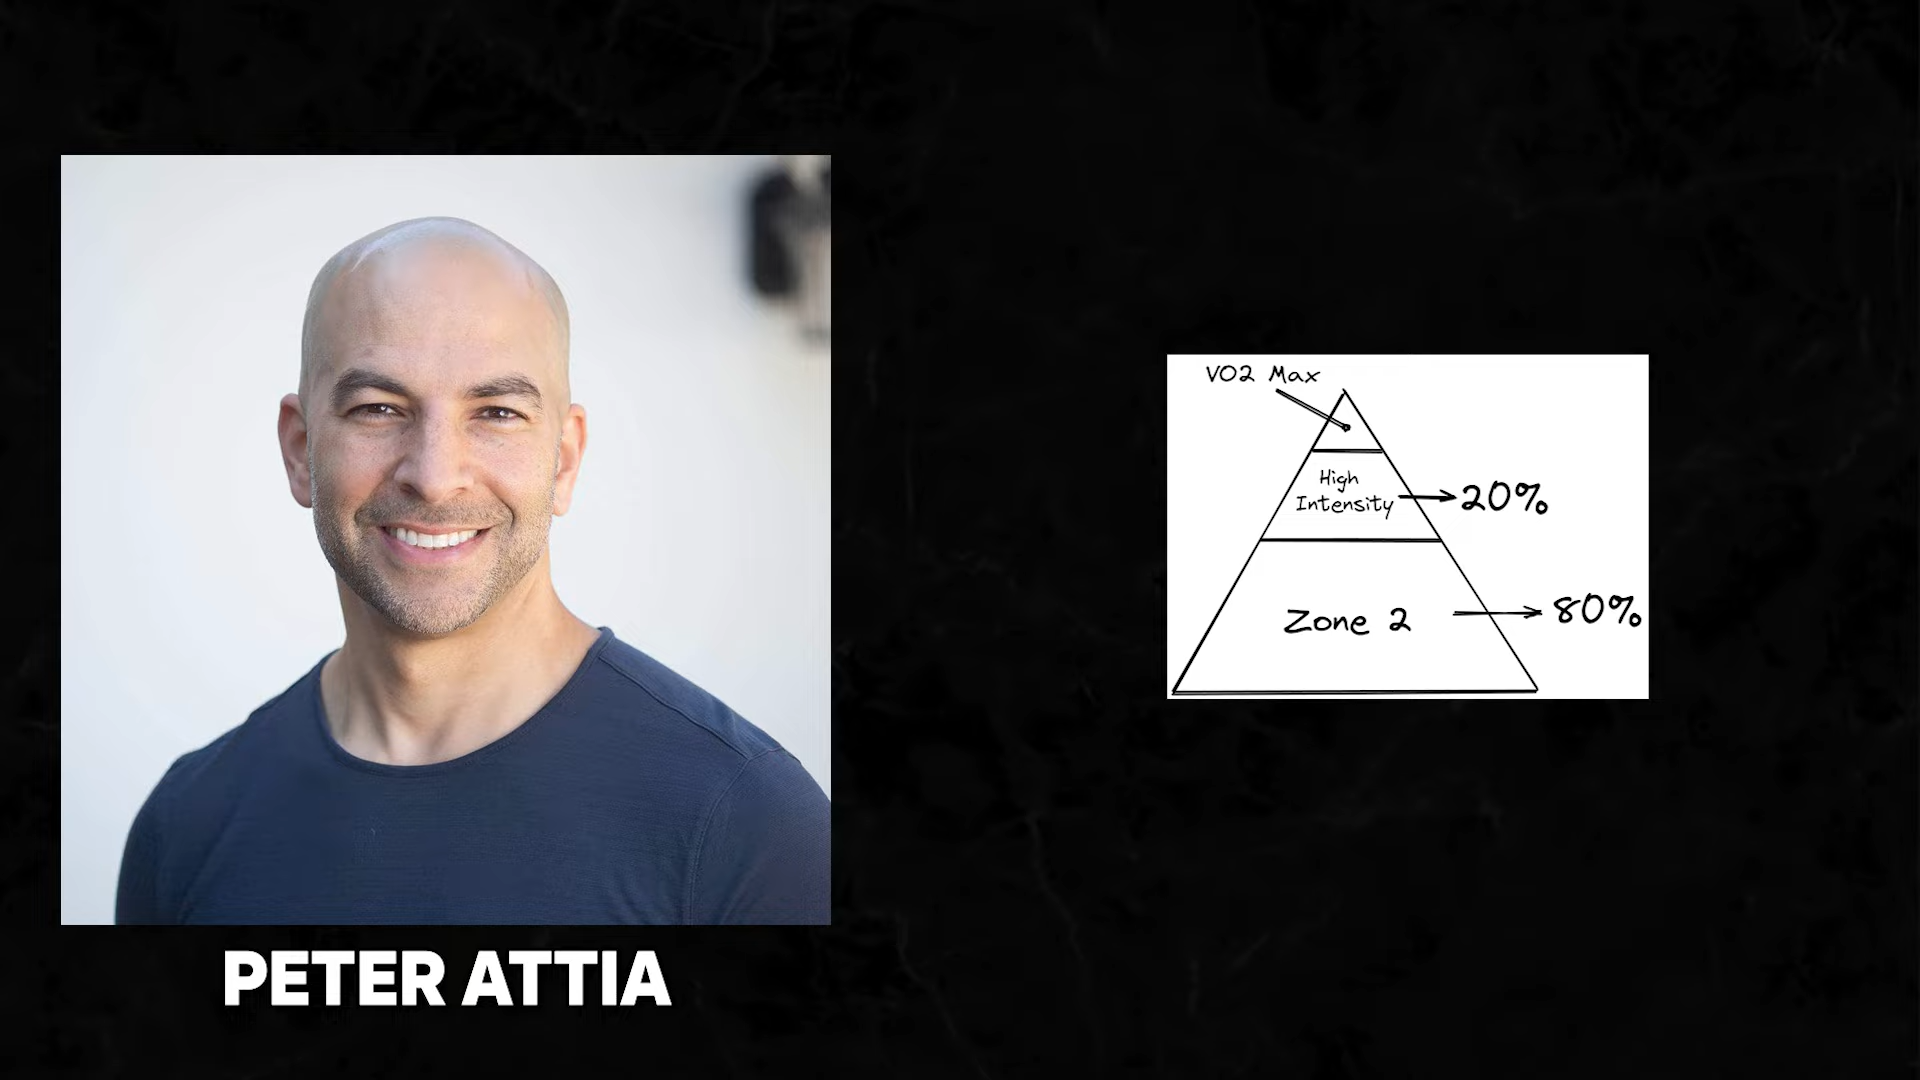 PETER ATTIA
VO2 Max
High
Intensity
20%
Zone 2
80%